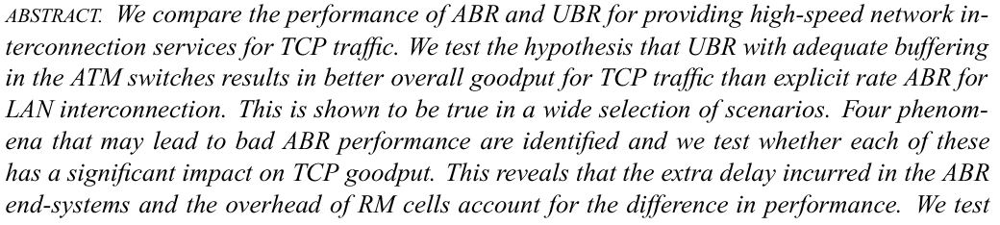 ABSTRACT. We compare the performance of ABR and UBR for providing high-speed network in-
terconnection services for TCP traffic. We test the hypothesis that UBR with adequate buffering
in the ATM switches results in better overall goodput for TCP traffic than explicit rate ABR for
LAN interconnection. This is shown to be true in a wide selection of scenarios. Four phenom-
ena that may lead to bad ABR performance are identified and we test whether each of these
has a significant impact on TCP goodput. This reveals that the extra delay incurred in the ABR
end-systems and the overhead of RM cells account for the difference in performance. We test